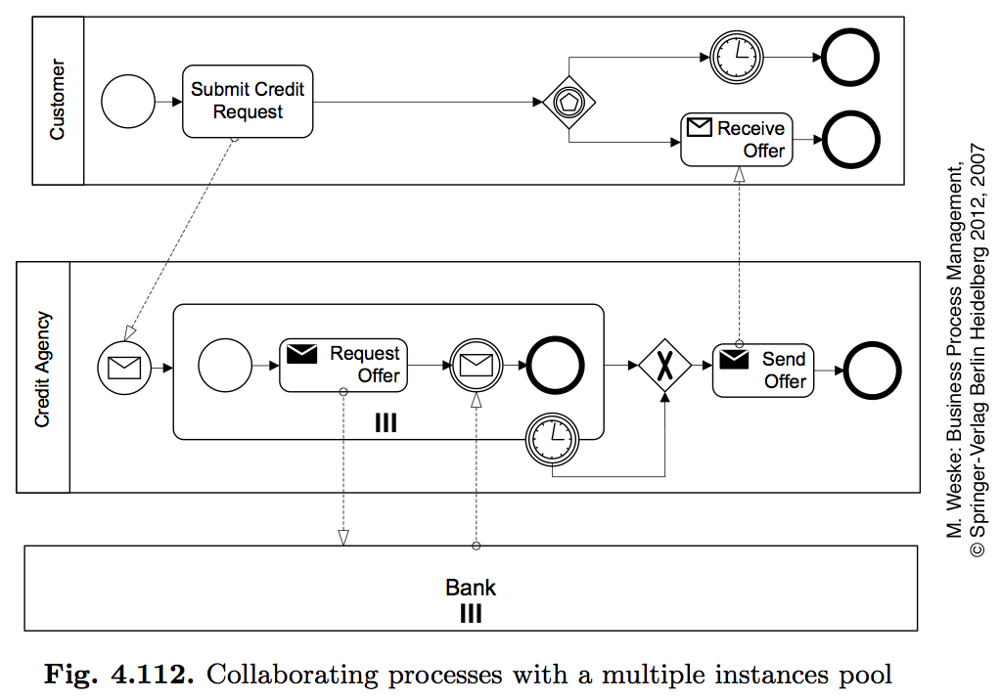 Customer
Submit Credit
Request
Receive
Offer
Credit Agency
Request
Offer
Send
Offer
Bank
M. Weske: Business Process Management,
© Springer-Verlag Berlin Heidelberg 2012, 2007
Fig. 4.112. Collaborating processes with a multiple instances pool